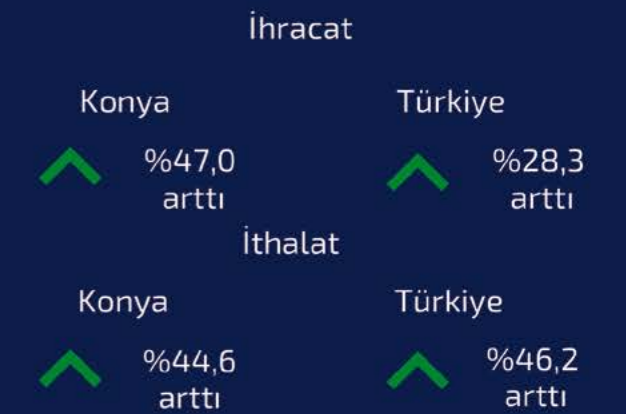 İhracat
Konya Türkiye
%47,0 %28,3
arttı arttı
İthalat
Konya Türkiye
%44,6 %46,2
arttı arttı